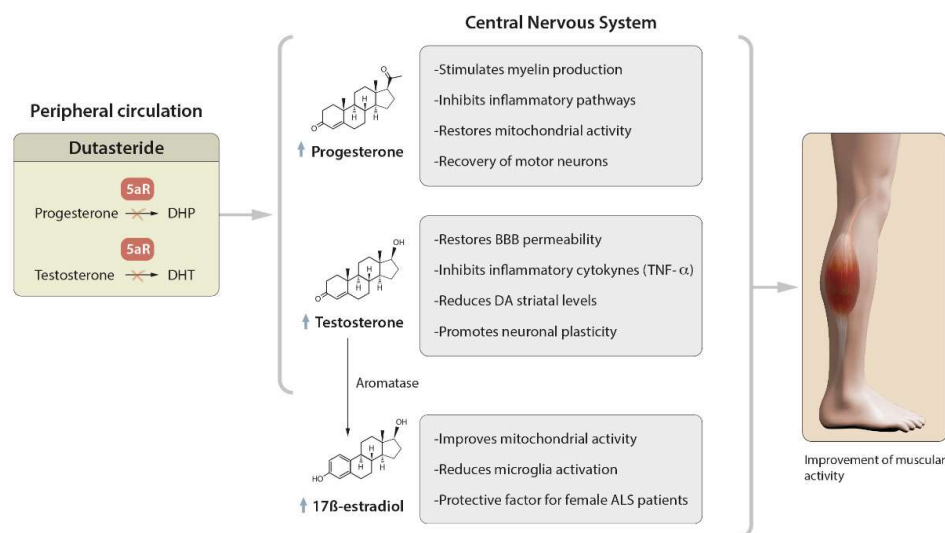 Central Nervous System
Peripheral circulation
Dutasteride
5aR
Progesterone DHP
5aR
Testosterone DHT
O
O
H
H
H
Progesterone
-Stimulates myelin production
-Inhibits inflammatory pathways
-Restores mitochondrial activity
-Recovery of motor neurons
OH
H
H
H
O
Testosterone
-Restores BBB permeability
-Inhibits inflammatory cytokynes (TNF- α)
-Reduces DA striatal levels
-Promotes neuronal plasticity
Aromatase
OH
H
H
H
HO
17ß-estradiol
-Improves mitochondrial activity
-Reduces microglia activation
-Protective factor for female ALS patients
Improvement of muscular
activity